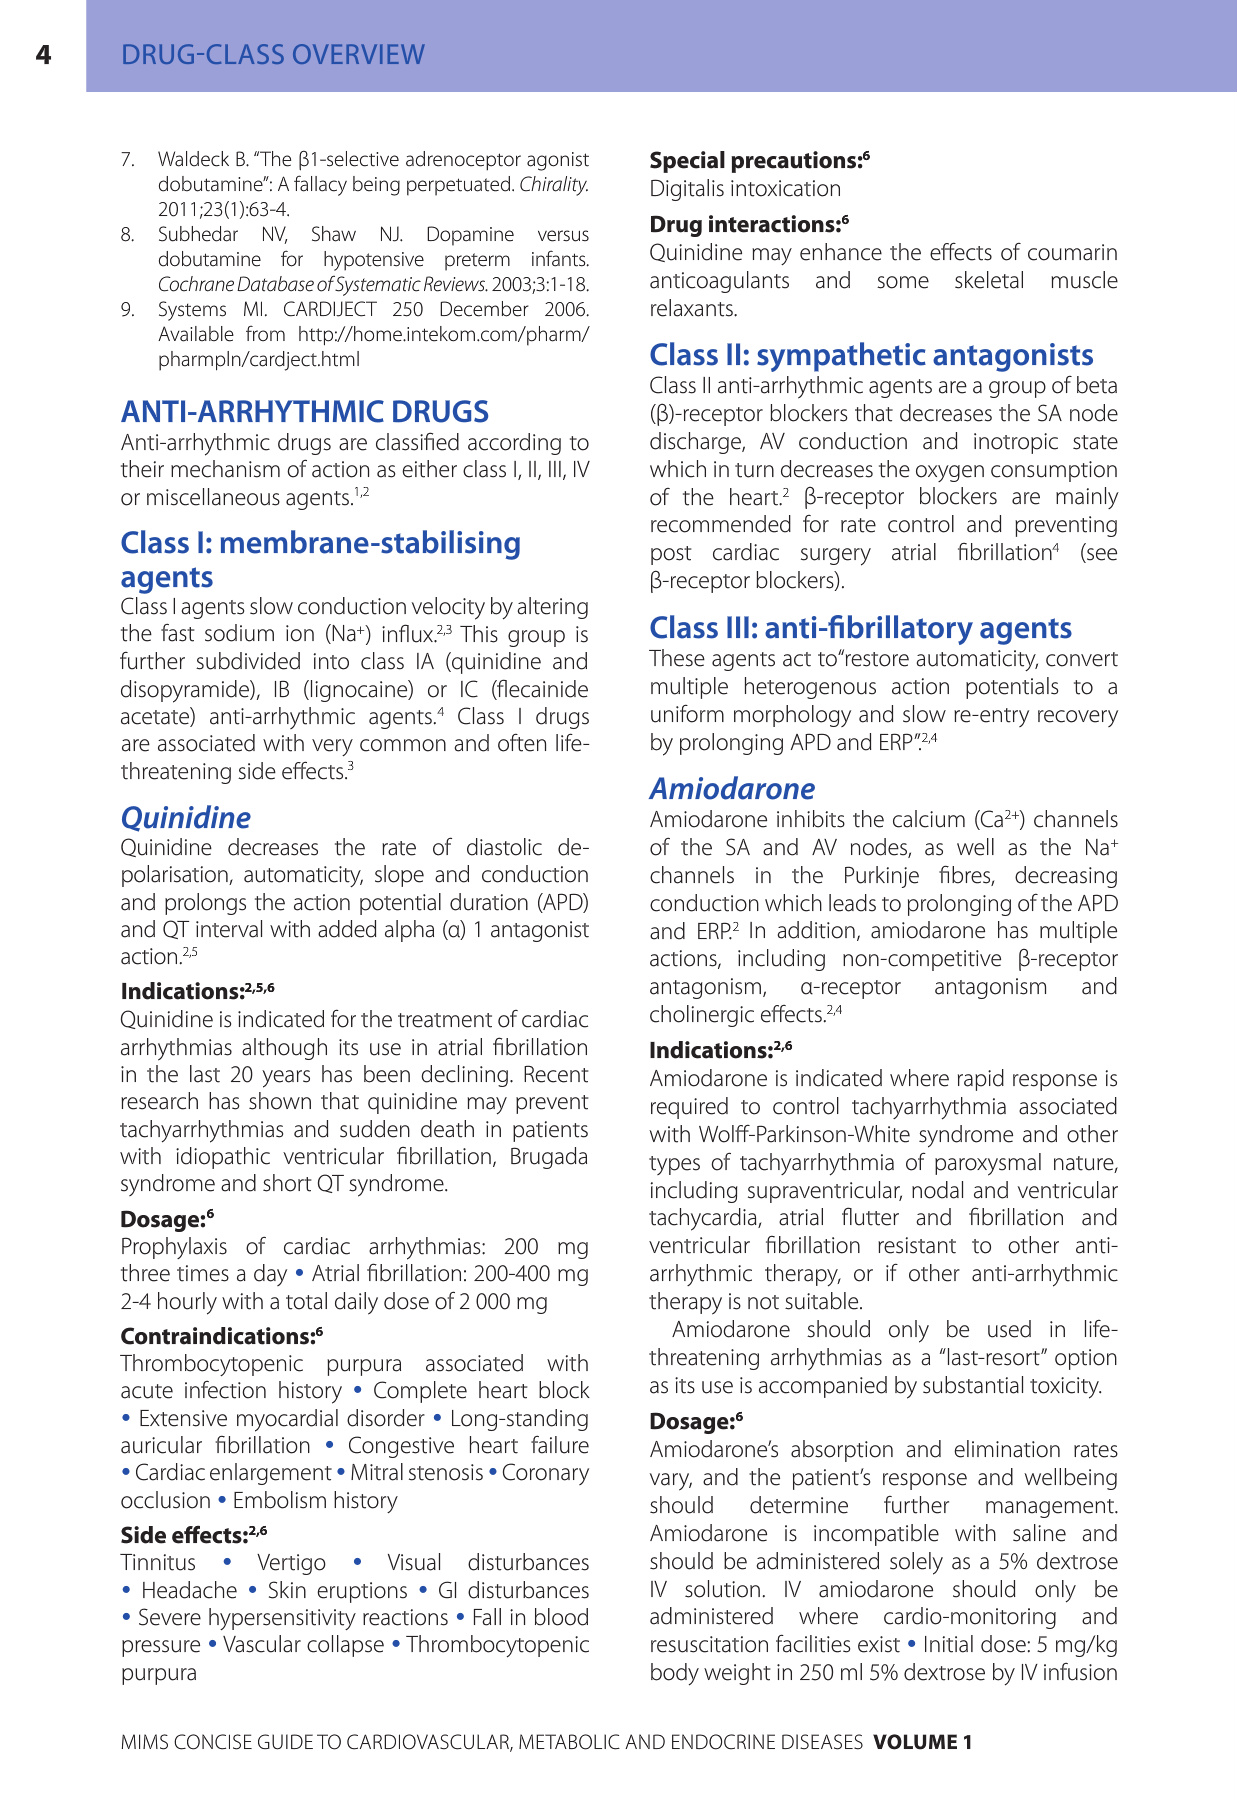 4
DRUG-CLASS OVERVIEW
7. Waldeck B. “The β1-selective adrenoceptor agonist
dobutamine”: A fallacy being perpetuated. Chirality.
2011;23(1):63-4.
8. Subhedar NV, Shaw NJ. Dopamine versus
dobutamine for hypotensive preterm infants.
Cochrane Database of Systematic Reviews. 2003;3:1-18.
9. Systems MI. CARDIJECT 250 December 2006.
Available from http://home.intekom.com/pharm/
pharmpln/cardject.html
ANTI-ARRHYTHMIC DRUGS
Anti-arrhythmic drugs are classified according to
their mechanism of action as either class I, II, III, IV
or miscellaneous agents.1,2
Class I: membrane-stabilising
agents
Class I agents slow conduction velocity by altering
the fast sodium ion (Na+) influx.2,3 This group is
further subdivided into class IA (quinidine and
disopyramide), IB (lignocaine) or IC (flecainide
acetate) anti-arrhythmic agents.4 Class I drugs
are associated with very common and often life-
threatening side effects.3
Quinidine
Quinidine decreases the rate of diastolic de-
polarisation, automaticity, slope and conduction
and prolongs the action potential duration (APD)
and QT interval with added alpha (α) 1 antagonist
action.2,5
Indications:2,5,6
Quinidine is indicated for the treatment of cardiac
arrhythmias although its use in atrial fibrillation
in the last 20 years has been declining. Recent
research has shown that quinidine may prevent
tachyarrhythmias and sudden death in patients
with idiopathic ventricular fibrillation, Brugada
syndrome and short QT syndrome.
Dosage:6
Prophylaxis of cardiac arrhythmias: 200 mg
three times a day • Atrial fibrillation: 200-400 mg
2-4 hourly with a total daily dose of 2 000 mg
Contraindications:6
Thrombocytopenic purpura associated with
acute infection history • Complete heart block
• Extensive myocardial disorder • Long-standing
auricular fibrillation • Congestive heart failure
• Cardiac enlargement • Mitral stenosis • Coronary
occlusion • Embolism history
Side effects:2,6
Tinnitus • Vertigo • Visual disturbances
• Headache • Skin eruptions • GI disturbances
• Severe hypersensitivity reactions • Fall in blood
pressure • Vascular collapse • Thrombocytopenic
purpura
Special precautions:6
Digitalis intoxication
Drug interactions:6
Quinidine may enhance the effects of coumarin
anticoagulants and some skeletal muscle
relaxants.
Class II: sympathetic antagonists
Class II anti-arrhythmic agents are a group of beta
(β)-receptor blockers that decreases the SA node
discharge, AV conduction and inotropic state
which in turn decreases the oxygen consumption
of the heart.2 β-receptor blockers are mainly
recommended for rate control and preventing
post cardiac surgery atrial fibrillation4 (see
β-receptor blockers).
Class III: anti-fibrillatory agents
These agents act to“restore automaticity, convert
multiple heterogenous action potentials to a
uniform morphology and slow re-entry recovery
by prolonging APD and ERP”.2,4
Amiodarone
Amiodarone inhibits the calcium (Ca2+) channels
of the SA and AV nodes, as well as the Na+
channels in the Purkinje fibres, decreasing
conduction which leads to prolonging of the APD
and ERP.2 In addition, amiodarone has multiple
actions, including non-competitive β-receptor
antagonism, α-receptor antagonism and
cholinergic effects.2,4
Indications:2,6
Amiodarone is indicated where rapid response is
required to control tachyarrhythmia associated
with Wolff-Parkinson-White syndrome and other
types of tachyarrhythmia of paroxysmal nature,
including supraventricular, nodal and ventricular
tachycardia, atrial flutter and fibrillation and
ventricular fibrillation resistant to other anti-
arrhythmic therapy, or if other anti-arrhythmic
therapy is not suitable.
Amiodarone should only be used in life-
threatening arrhythmias as a “last-resort” option
as its use is accompanied by substantial toxicity.
Dosage:6
Amiodarone’s absorption and elimination rates
vary, and the patient’s response and wellbeing
should determine further management.
Amiodarone is incompatible with saline and
should be administered solely as a 5% dextrose
IV solution. IV amiodarone should only be
administered where cardio-monitoring and
resuscitation facilities exist • Initial dose: 5 mg/kg
body weight in 250 ml 5% dextrose by IV infusion
MIMS CONCISE GUIDE TO CARDIOVASCULAR, METABOLIC AND ENDOCRINE DISEASES VOLUME 1